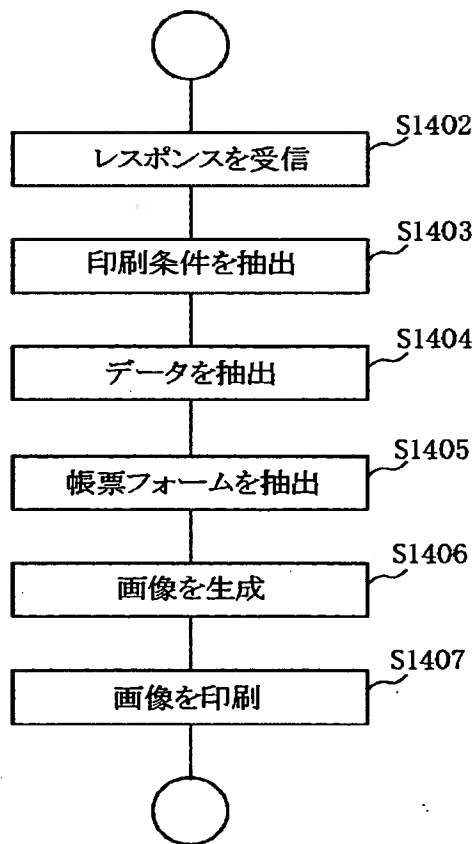 S1402
レスポンスを受信
S1403
印刷条件を抽出
S1404
データを抽出
S1405
帳票フォームを抽出
S1406
画像を生成
S1407
画像を印刷